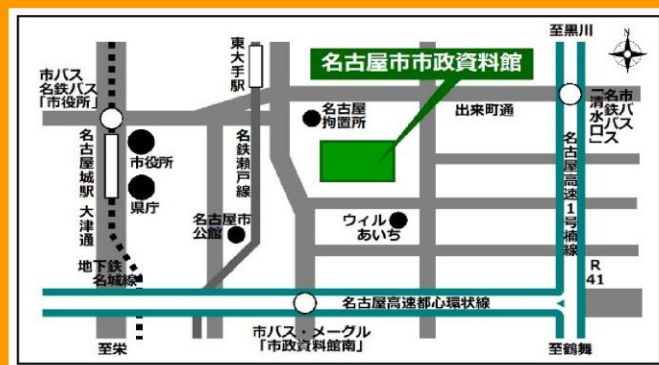 至黒川
N
市バス
名鉄バス
「市役所」
東大手駅
名古屋市市政資料館
名古屋
拘置所
出来町通
市バス
名鉄バス
「清水口」
名古屋城駅
市役所
県庁
大津通
名鉄瀬戸線
名古屋市
公館
ウィル
あいち
名古屋高速1号楠線
地下鉄
名城線
R
41
名古屋高速都心環状線
市バス・メーグル
「市政資料館南」
至栄
至鶴舞